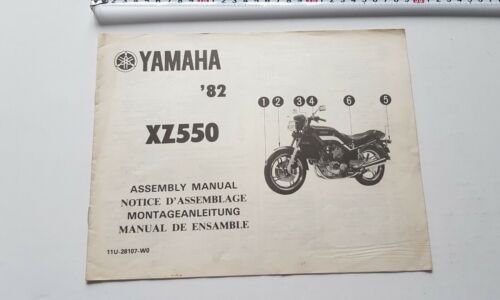 YAMAHA
'82
XZ550
1 2 3 4 6 5
ASSEMBLY MANUAL
NOTICE D'ASSEMBLAGE
MONTAGEANLEITUNG
MANUAL DE ENSAMBLE
11U-28107-W0